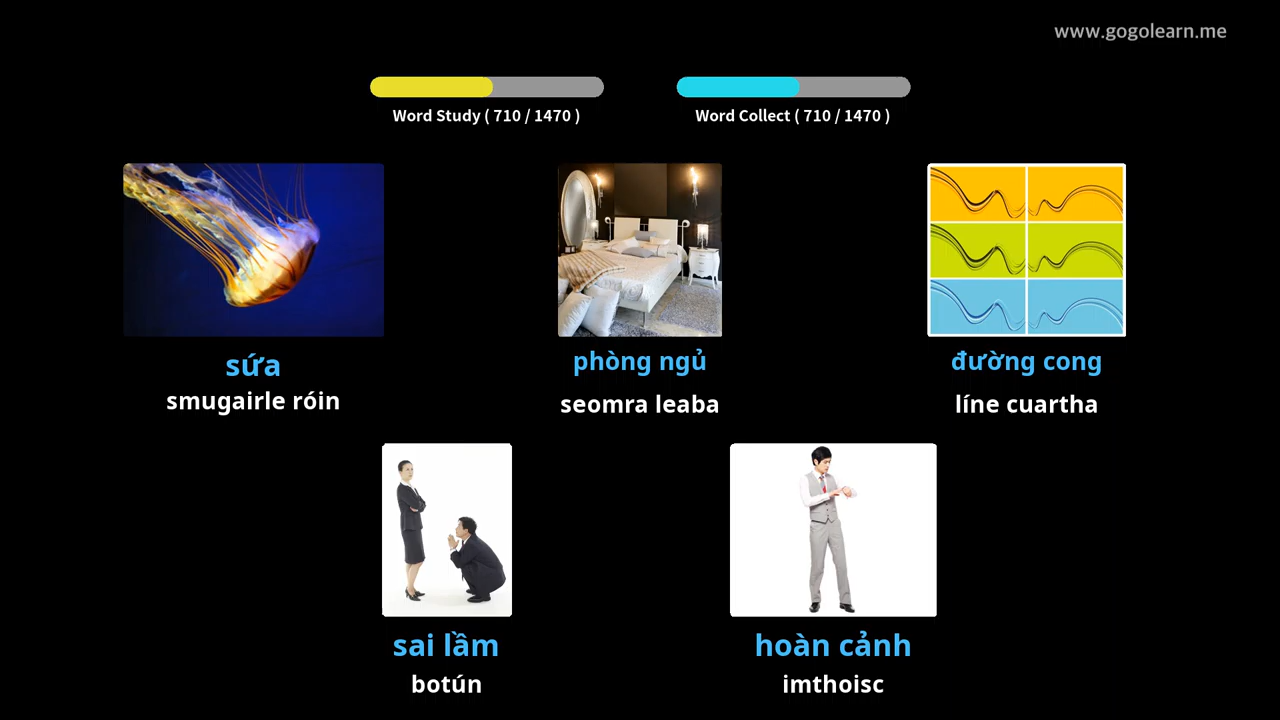 www.gogolearn.me
Word Study ( 710 / 1470 )
Word Collect ( 710 / 1470 )
sứa
smugairle róin
phòng ngủ
seomra leaba
đường cong
líne cuartha
sai lầm
botún
hoàn cảnh
imthoisc